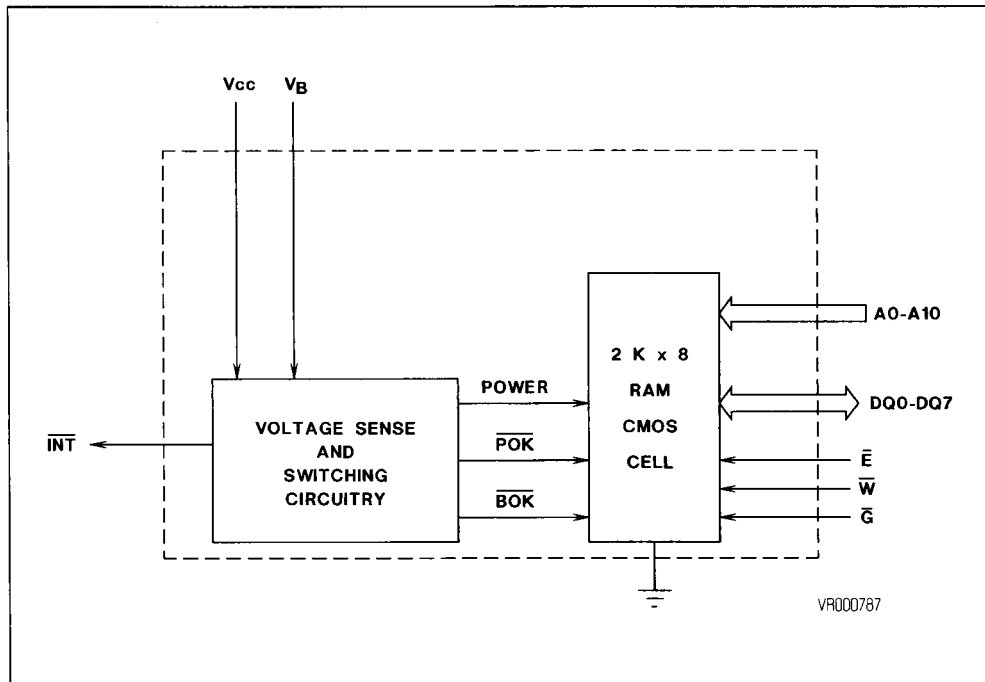 Vcc VB
POWER
POK
BOK
INT
VOLTAGE SENSE
AND
SWITCHING
CIRCUITRY
2 K x 8
RAM
CMOS
CELL
A0-A10
DQ0-DQ7
E
W
G
VR000787